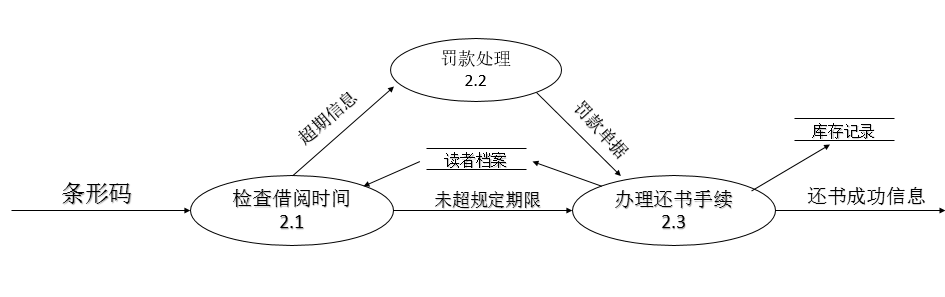 罚款处理
2.2
超期信息
罚款单据
库存记录
读者档案
条形码
检查借阅时间
2.1
未超规定期限
办理还书手续
2.3
还书成功信息